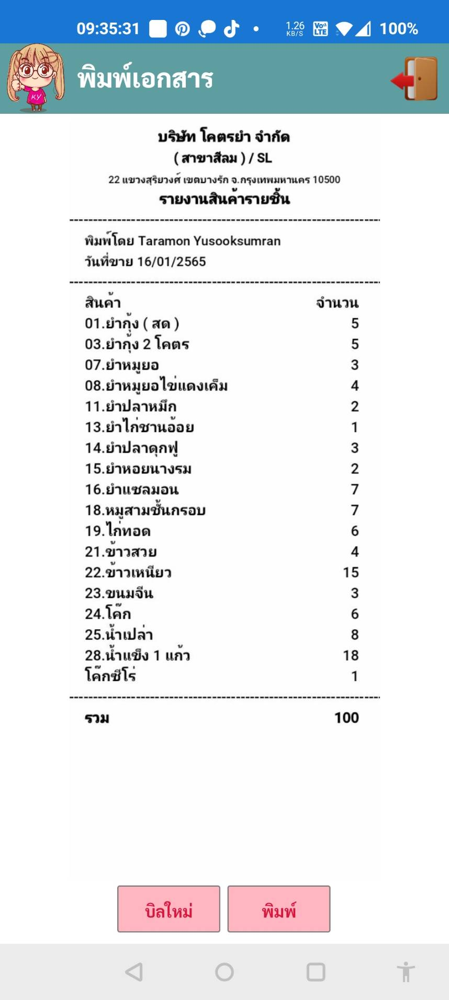 09:35:31 1.26 KB/S VoLTE 100%
KY
พิมพ์เอกสาร
บริษัท โคตรยำ จำกัด
( สาขาสีลม ) / SL
22 แขวงสุริยวงศ์ เขตบางรัก จ.กรุงเทพมหานคร 10500
รายงานสินค้ารายชิ้น
พิมพ์โดย Taramon Yusooksumran
วันที่ขาย 16/01/2565
สินค้า จำนวน
01.ยำกุ้ง ( สด ) 5
03.ยำกุ้ง 2 โคตร 5
07.ยำหมูยอ 3
08.ยำหมูยอไข่แดงเค็ม 4
11.ยำปลาหมึก 2
13.ยำไก่ชานอ้อย 1
14.ยำปลาดุกฟู 3
15.ยำหอยนางรม 2
16.ยำแซลมอน 7
18.หมูสามชั้นกรอบ 7
19.ไก่ทอด 6
21.ข้าวสวย 4
22.ข้าวเหนียว 15
23.ขนมจีน 3
24.โค๊ก 6
25.น้ำเปล่า 8
28.น้ำแข็ง 1 แก้ว 18
โค๊กซีโร่ 1
รวม 100
บิลใหม่ พิมพ์